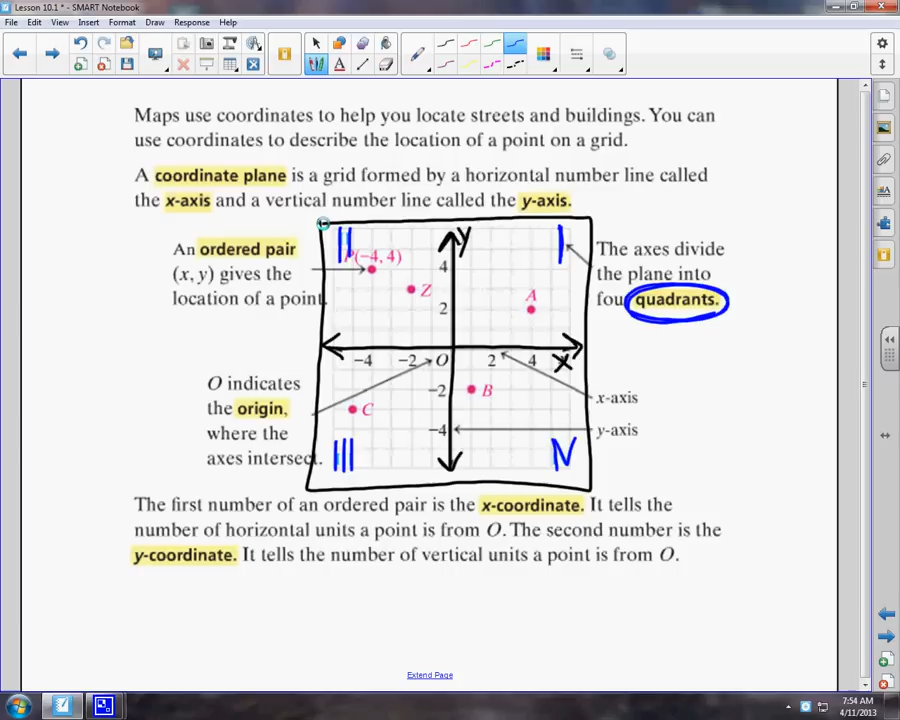 Lesson 10.1 * - SMART Notebook
File Edit View Insert Format Draw Response Help
Maps use coordinates to help you locate streets and buildings. You can
use coordinates to describe the location of a point on a grid.
A coordinate plane is a grid formed by a horizontal number line called
the x-axis and a vertical number line called the y-axis.
An ordered pair
(x, y) gives the
location of a point.
II
P(−4, 4)
Z
y
4
2
I
A
The axes divide
the plane into
four quadrants.
−4 −2 O 2 4 X
O indicates
the origin,
where the
axes intersect.
C
−2
B
−4
x-axis
y-axis
III
IV
The first number of an ordered pair is the x-coordinate. It tells the
number of horizontal units a point is from O. The second number is the
y-coordinate. It tells the number of vertical units a point is from O.
Extend Page
7:54 AM
4/11/2013